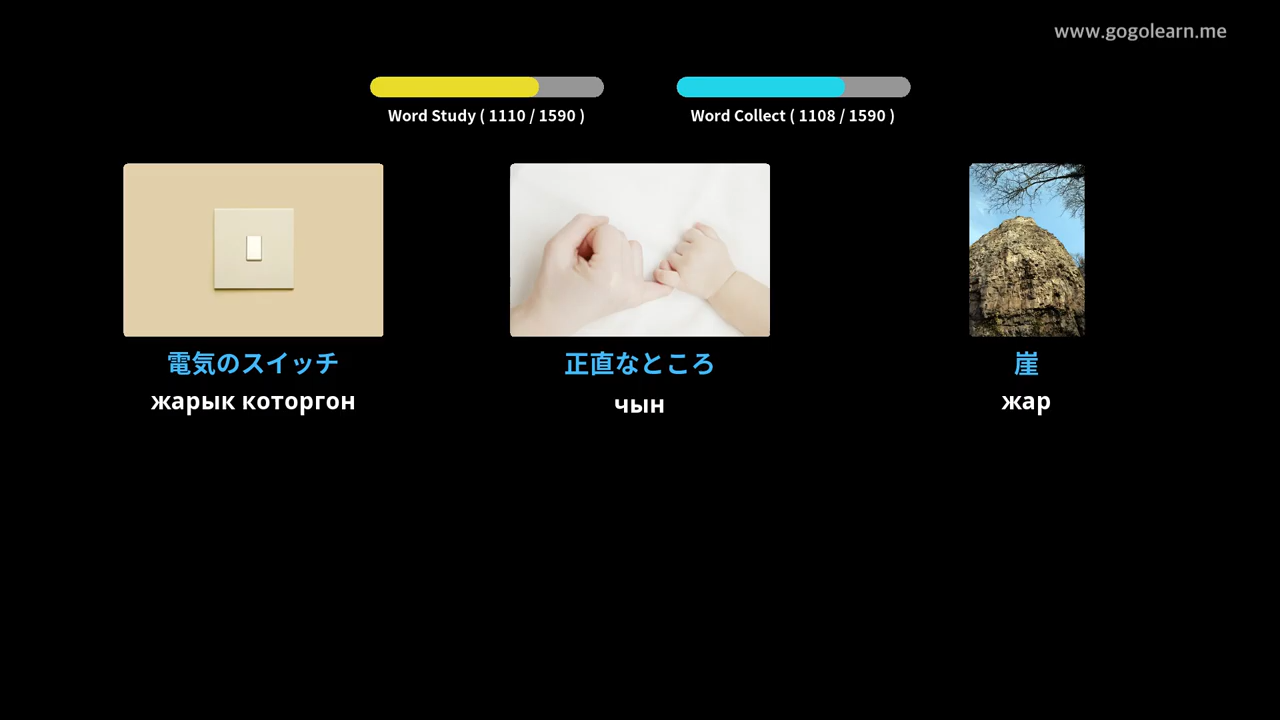 www.gogolearn.me
Word Study ( 1110 / 1590 )
Word Collect ( 1108 / 1590 )
電気のスイッチ
жарык которгон
正直なところ
чын
崖
жар